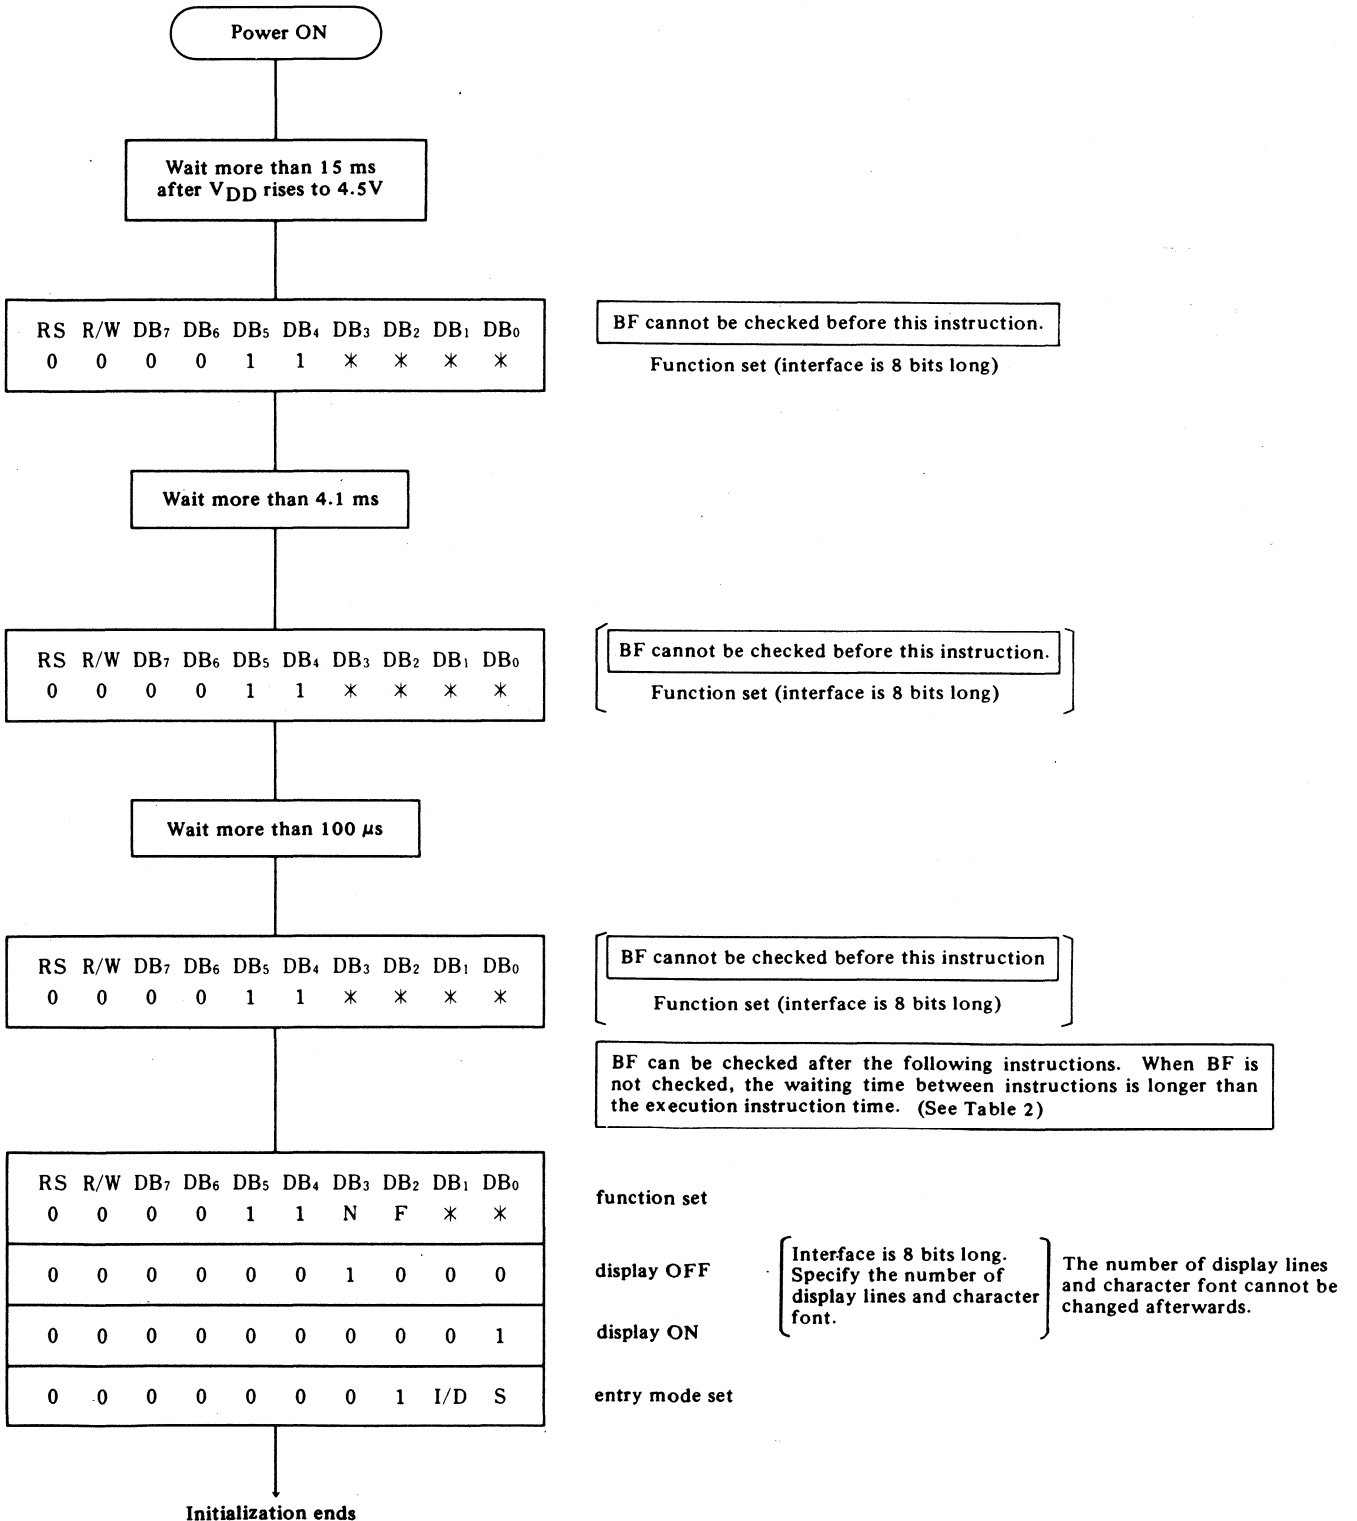 Power ON
Wait more than 15 ms
after VDD rises to 4.5V
RS R/W DB7 DB6 DB5 DB4 DB3 DB2 DB1 DB0
0 0 0 0 1 1 * * * *
BF cannot be checked before this instruction.
Function set (interface is 8 bits long)
Wait more than 4.1 ms
RS R/W DB7 DB6 DB5 DB4 DB3 DB2 DB1 DB0
0 0 0 0 1 1 * * * *
BF cannot be checked before this instruction.
Function set (interface is 8 bits long)
Wait more than 100 μs
RS R/W DB7 DB6 DB5 DB4 DB3 DB2 DB1 DB0
0 0 0 0 1 1 * * * *
BF cannot be checked before this instruction
Function set (interface is 8 bits long)
BF can be checked after the following instructions. When BF is
not checked, the waiting time between instructions is longer than
the execution instruction time. (See Table 2)
RS R/W DB7 DB6 DB5 DB4 DB3 DB2 DB1 DB0
0 0 0 0 1 1 N F * *
function set
0 0 0 0 0 0 1 0 0 0
display OFF
Interface is 8 bits long.
Specify the number of
display lines and character
font.
The number of display lines
and character font cannot be
changed afterwards.
0 0 0 0 0 0 0 0 0 1
display ON
0 0 0 0 0 0 0 1 I/D S
entry mode set
Initialization ends